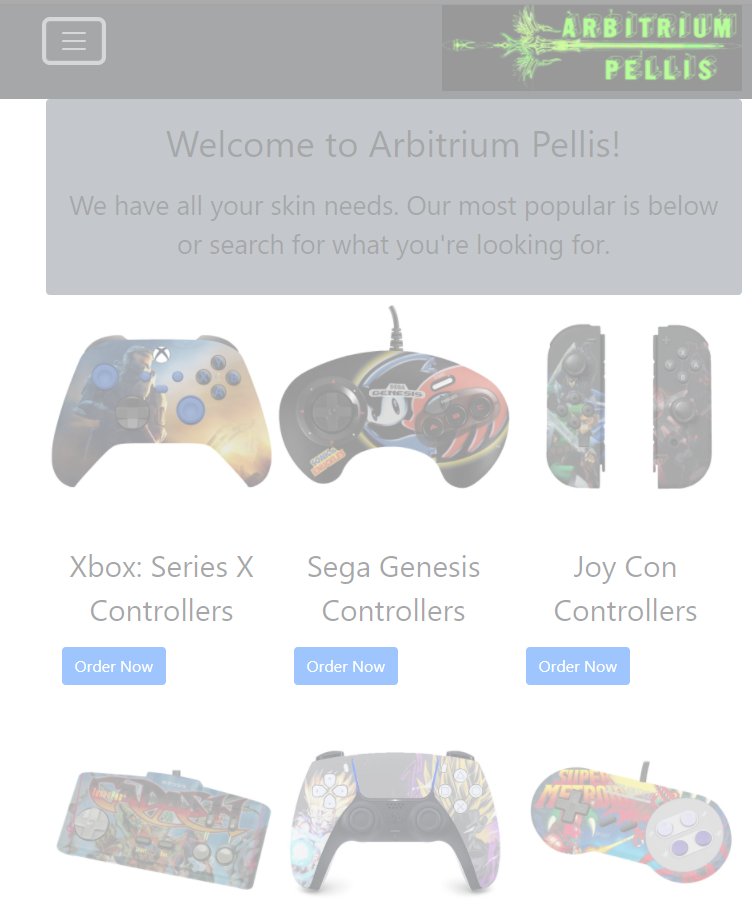 ARBITRIUM
PELLIS
Welcome to Arbitrium Pellis!
We have all your skin needs. Our most popular is below
or search for what you're looking for.
SEGA
GENESIS
Xbox: Series X
Controllers
Sega Genesis
Controllers
Joy Con
Controllers
Order Now
Order Now
Order Now
SUPER
METROID